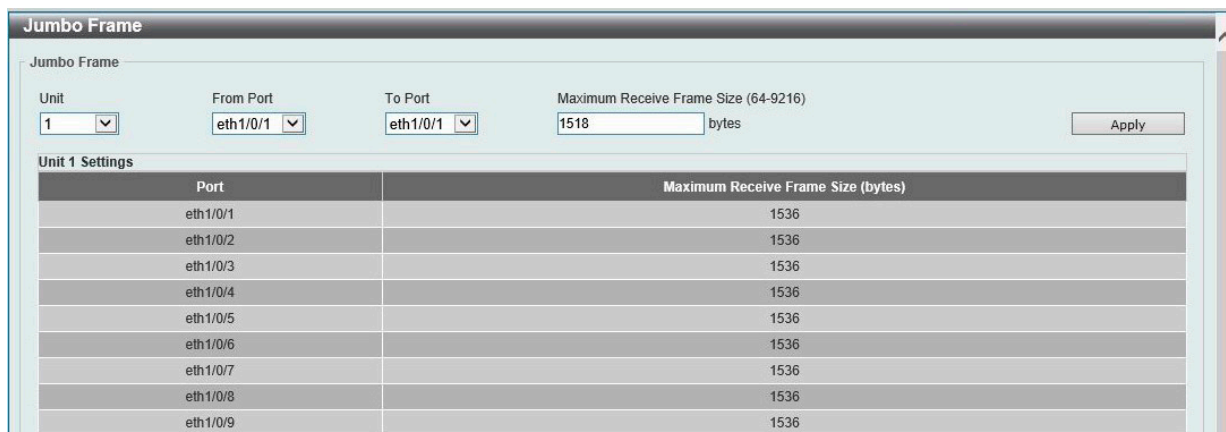 Jumbo Frame
Jumbo Frame
Unit From Port To Port Maximum Receive Frame Size (64-9216)
1 eth1/0/1 eth1/0/1 1518 bytes Apply
Unit 1 Settings
Port Maximum Receive Frame Size (bytes)
eth1/0/1 1536
eth1/0/2 1536
eth1/0/3 1536
eth1/0/4 1536
eth1/0/5 1536
eth1/0/6 1536
eth1/0/7 1536
eth1/0/8 1536
eth1/0/9 1536